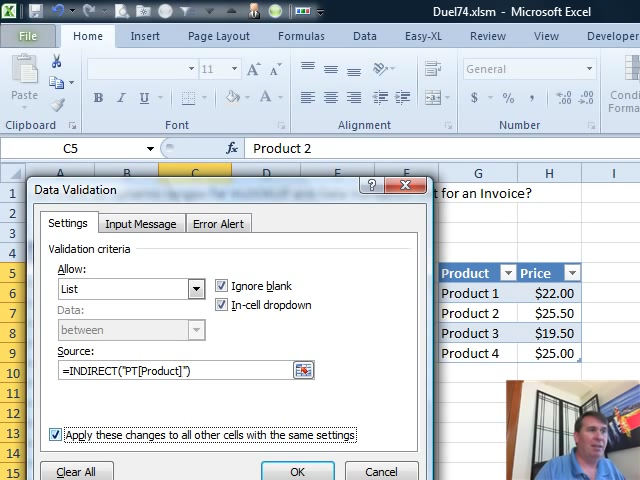 Duel74.xlsm - Microsoft Excel
File Home Insert Page Layout Formulas Data Easy-XL Review View Developer
Paste
11
General
B I U
$ % ,
Clipboard Font Alignment Number
C5 fx Product 2
A B C D E F G H I
1
for an Invoice?
2
3
4
5 Product Price
6 Product 1 $22.00
7 Product 2 $25.50
8 Product 3 $19.50
9 Product 4 $25.00
10
11
12
13
14
15
Data Validation
Settings Input Message Error Alert
Validation criteria
Allow:
List
Ignore blank
In-cell dropdown
Data:
between
Source:
=INDIRECT("PT[Product]")
Apply these changes to all other cells with the same settings
Clear All OK Cancel